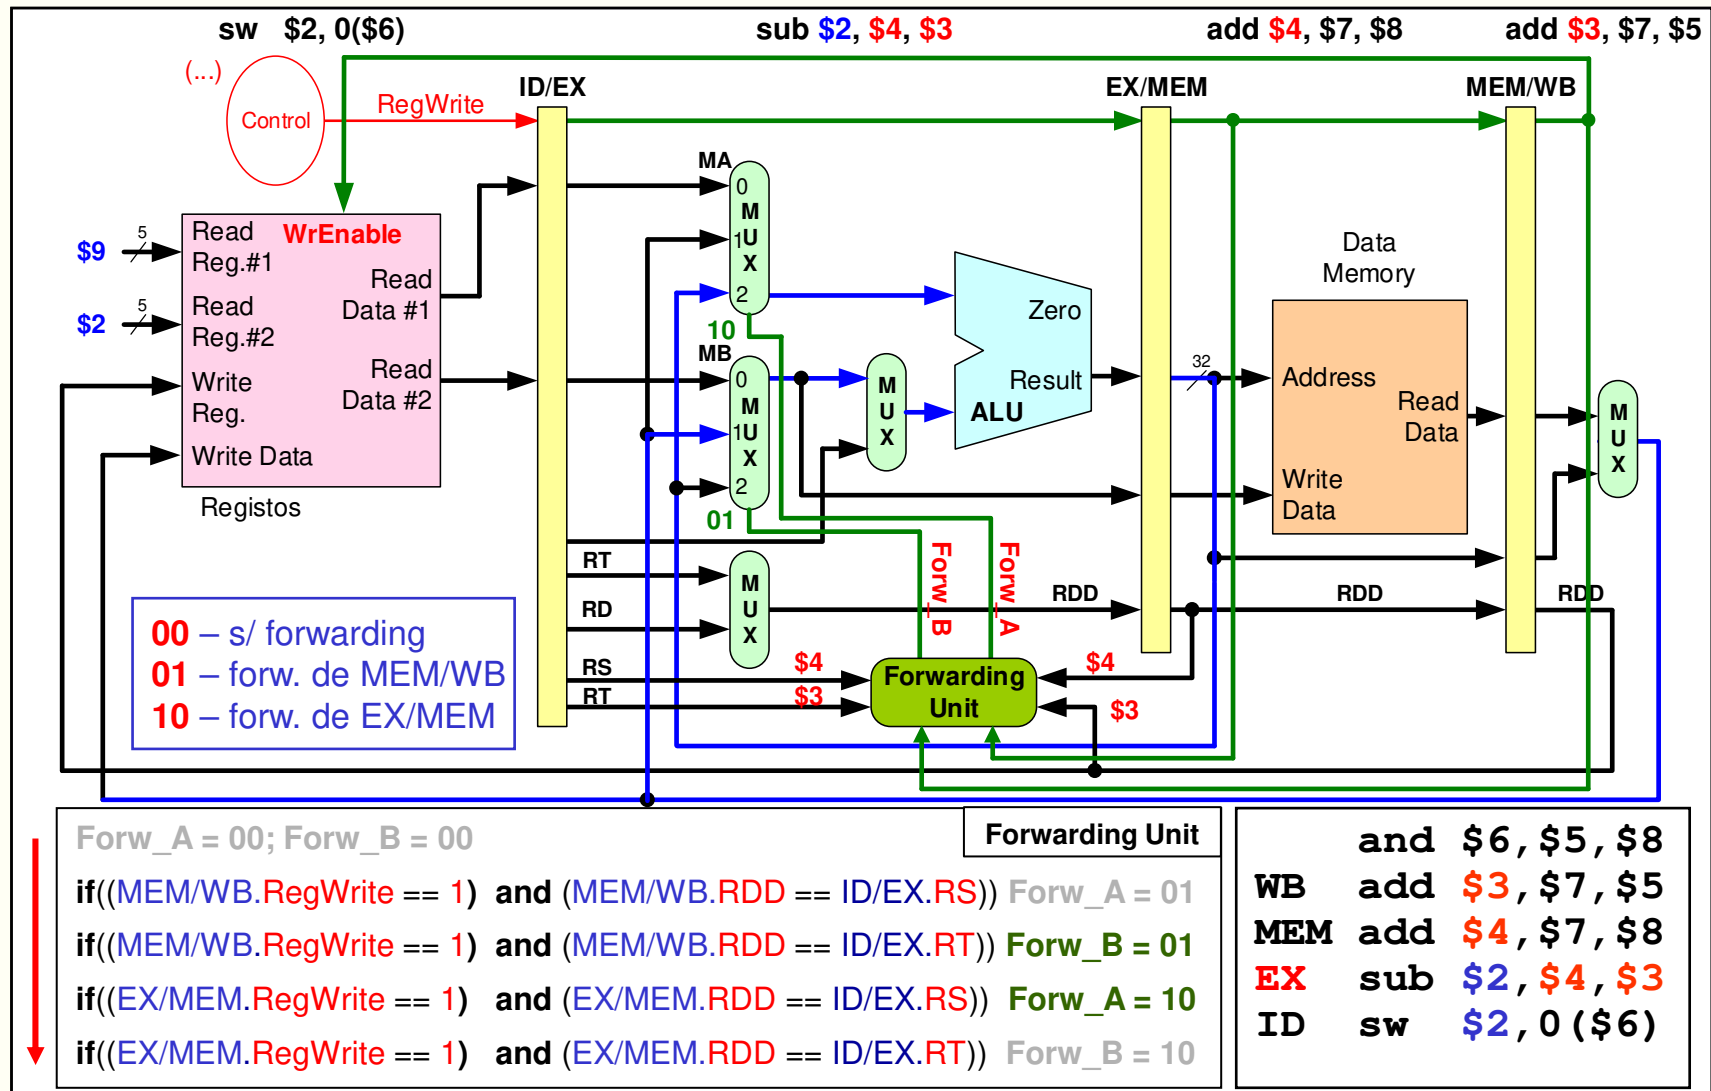 sw $2, 0($6)
sub $2, $4, $3
add $4, $7, $8
add $3, $7, $5
(...)
Control
RegWrite
ID/EX
EX/MEM
MEM/WB
MA
0
M
1U
X
2
10
$9
5
Read
Reg.#1
WrEnable
Read
Data #1
$2
5
Read
Reg.#2
Write
Reg.
Read
Data #2
Write Data
Registos
MB
0
M
1U
X
2
01
M
U
X
Zero
Result
ALU
32
Data
Memory
Address
Read
Data
Write
Data
M
U
X
RT
RD
M
U
X
RDD
RDD
RDD
Forw_B
Forw_A
RS
$4
RT
$3
Forwarding
Unit
$4
$3
00 – s/ forwarding
01 – forw. de MEM/WB
10 – forw. de EX/MEM
Forwarding Unit
Forw_A = 00; Forw_B = 00
if((MEM/WB.RegWrite == 1) and (MEM/WB.RDD == ID/EX.RS)) Forw_A = 01
if((MEM/WB.RegWrite == 1) and (MEM/WB.RDD == ID/EX.RT)) Forw_B = 01
if((EX/MEM.RegWrite == 1) and (EX/MEM.RDD == ID/EX.RS)) Forw_A = 10
if((EX/MEM.RegWrite == 1) and (EX/MEM.RDD == ID/EX.RT)) Forw_B = 10
and $6,$5,$8
WB add $3,$7,$5
MEM add $4,$7,$8
EX sub $2,$4,$3
ID sw $2,0($6)